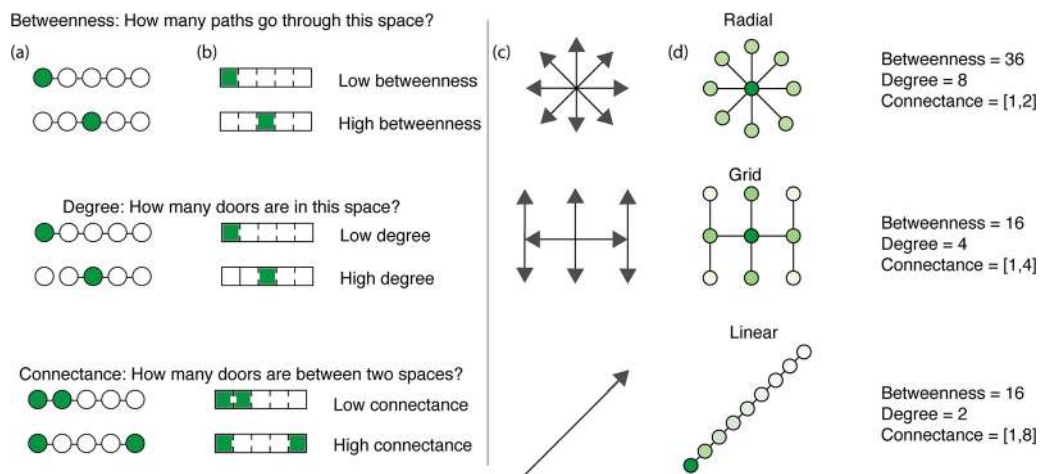 Betweenness: How many paths go through this space?
(a)
(b)
Low betweenness
High betweenness
Degree: How many doors are in this space?
Low degree
High degree
Connectance: How many doors are between two spaces?
Low connectance
High connectance
(c)
(d)
Radial
Betweenness = 36
Degree = 8
Connectance = [1,2]
Grid
Betweenness = 16
Degree = 4
Connectance = [1,4]
Linear
Betweenness = 16
Degree = 2
Connectance = [1,8]